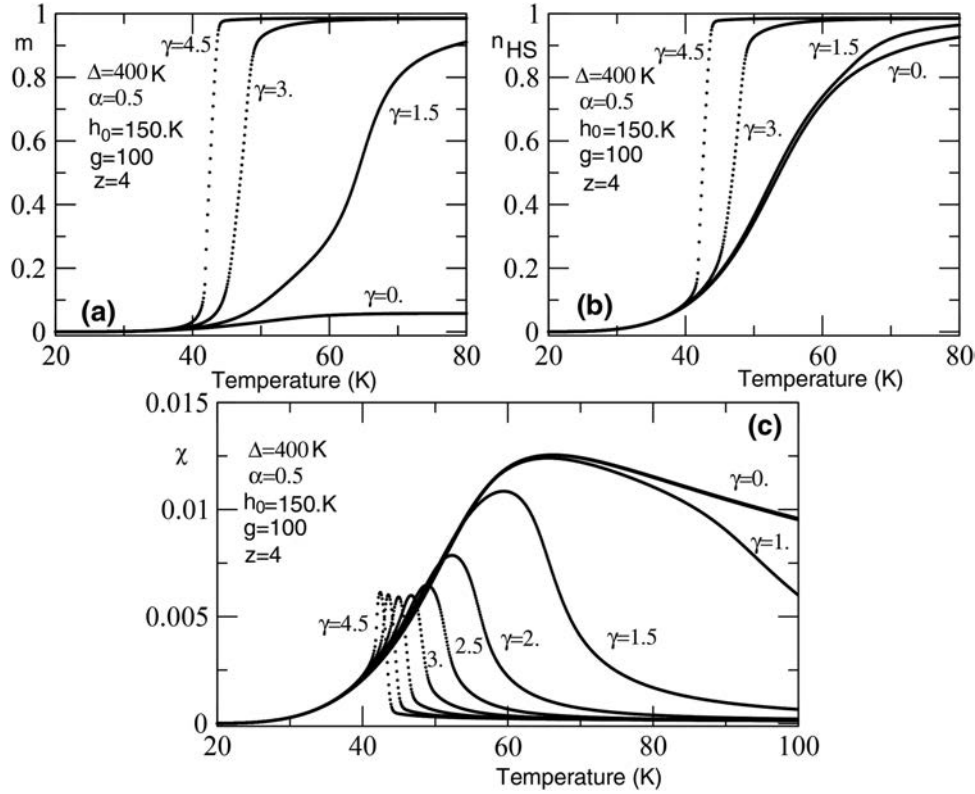 1
m
0.8
0.6
0.4
0.2
0
γ=4.5
Δ=400 K
α=0.5
h₀=150.K
g=100
z=4
γ=3.
γ=1.5
γ=0.
(a)
20 40 60 80
Temperature (K)
1
nHS
0.8
0.6
0.4
0.2
0
γ=4.5
γ=1.5
γ=0.
Δ=400 K
α=0.5
h₀=150.K
g=100
z=4
γ=3.
γ=0.
(b)
20 40 60 80
Temperature (K)
0.015
χ
0.01
0.005
0
(c)
Δ=400 K
α=0.5
h₀=150.K
g=100
z=4
γ=0.
γ=1.
γ=4.5
3.
2.5
γ=2.
γ=1.5
20 40 60 80 100
Temperature (K)